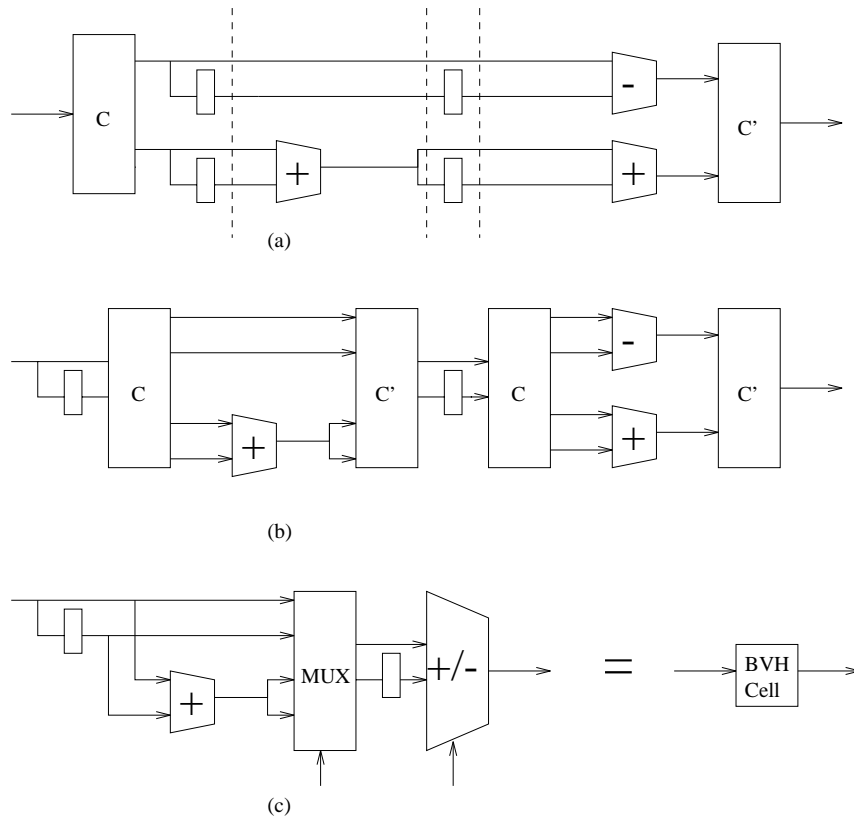 C
-
C'
+
+
(a)
C
-
C'
C
C'
+
+
(b)
+
MUX
+/-
=
BVH
Cell
(c)